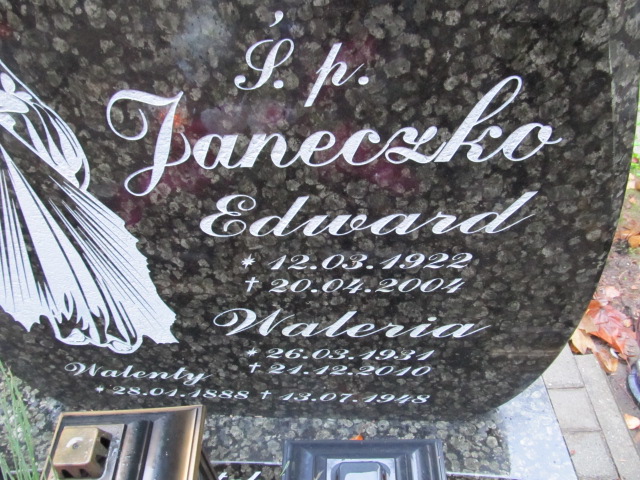 Ś. p.
Janeczko
Edward
* 12.03.1922
† 20.04.2004
Waleria
* 26.03.1931
† 21.12.2010
Walenty
* 28.01.1888 † 13.07.1948